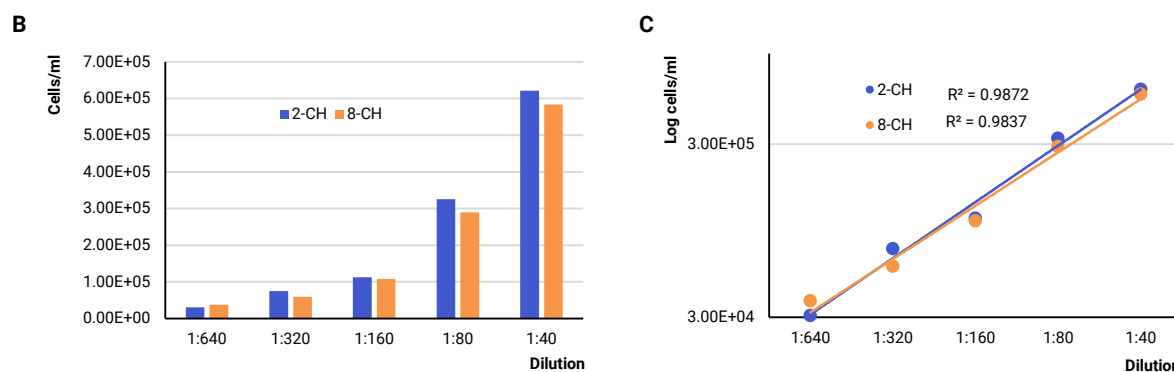 B
Cells/ml
7.00E+05
6.00E+05
5.00E+05
4.00E+05
3.00E+05
2.00E+05
1.00E+05
0.00E+00
2-CH 8-CH
1:640 1:320 1:160 1:80 1:40
Dilution
C
Log cells/ml
3.00E+05
3.00E+04
2-CH R² = 0.9872
8-CH R² = 0.9837
1:640 1:320 1:160 1:80 1:40
Dilution